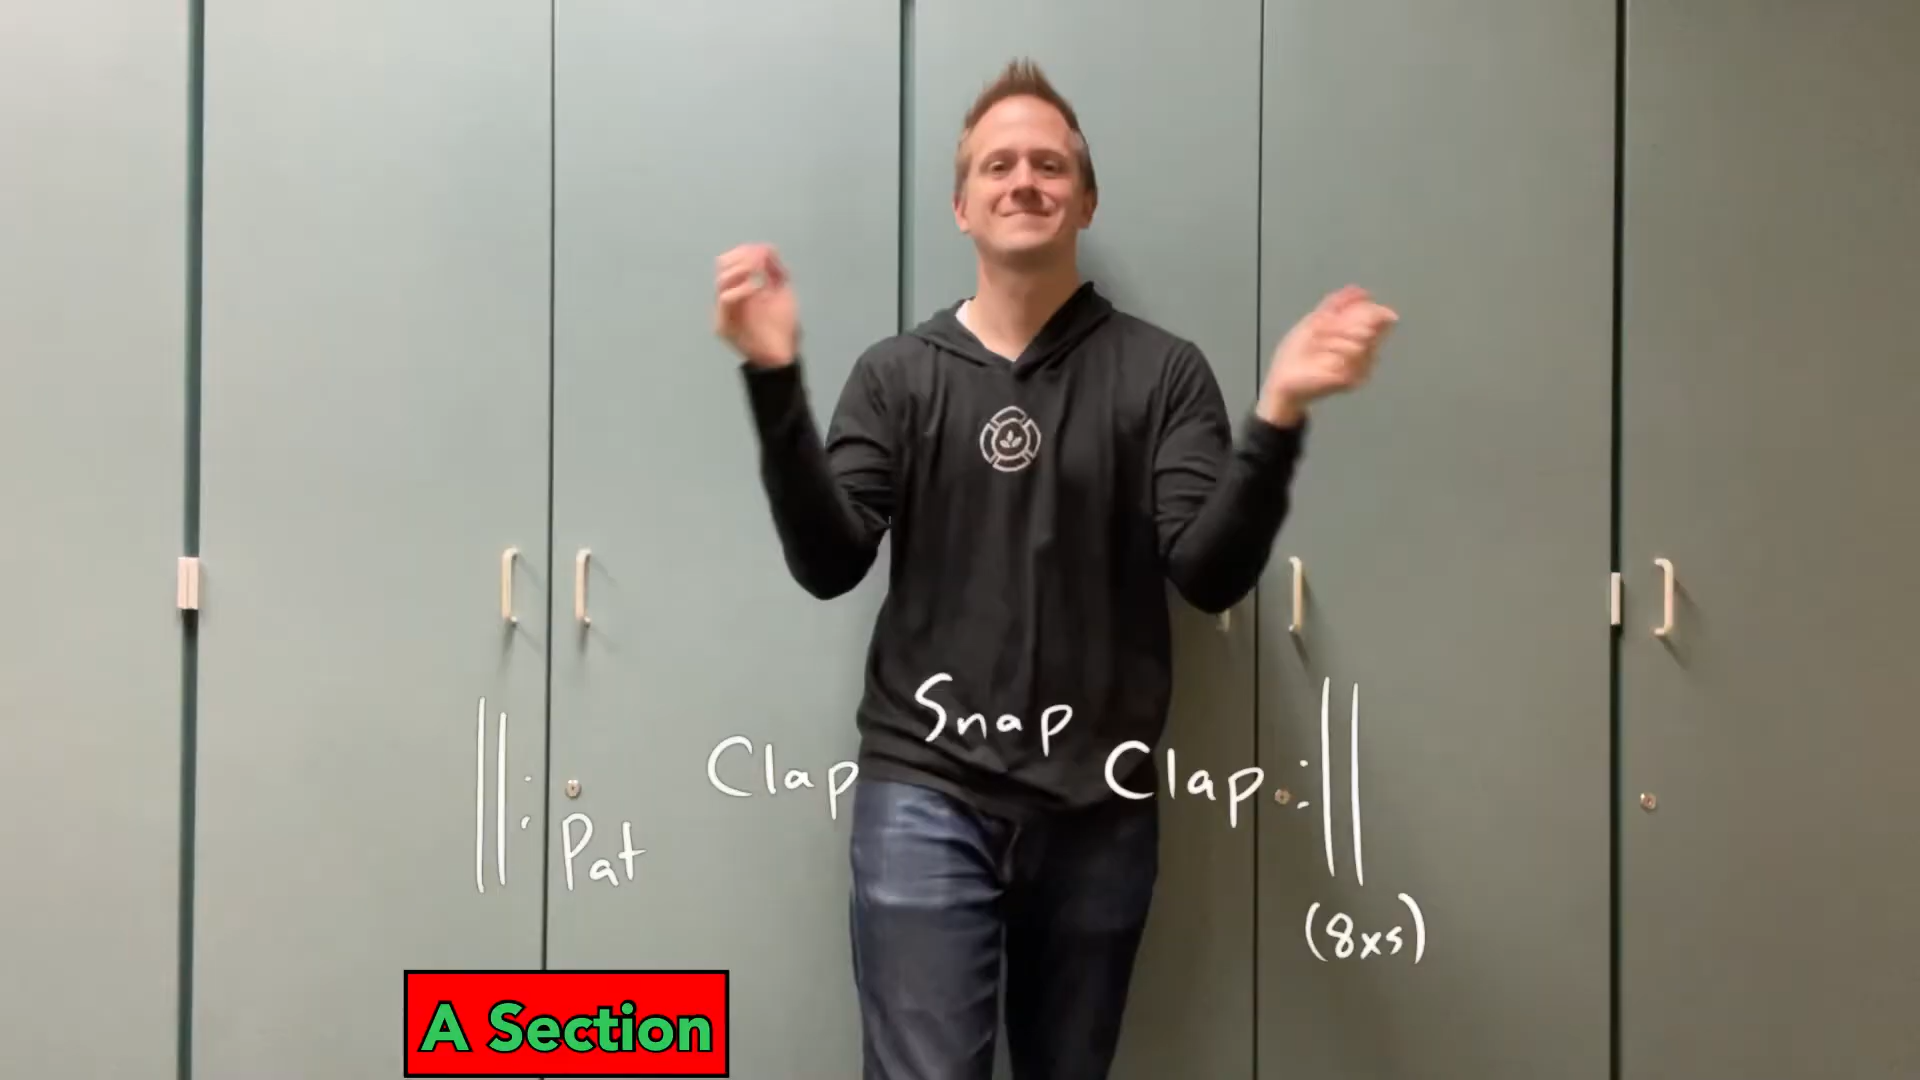 Snap
Clap Clap
Pat
(8xs)
A Section